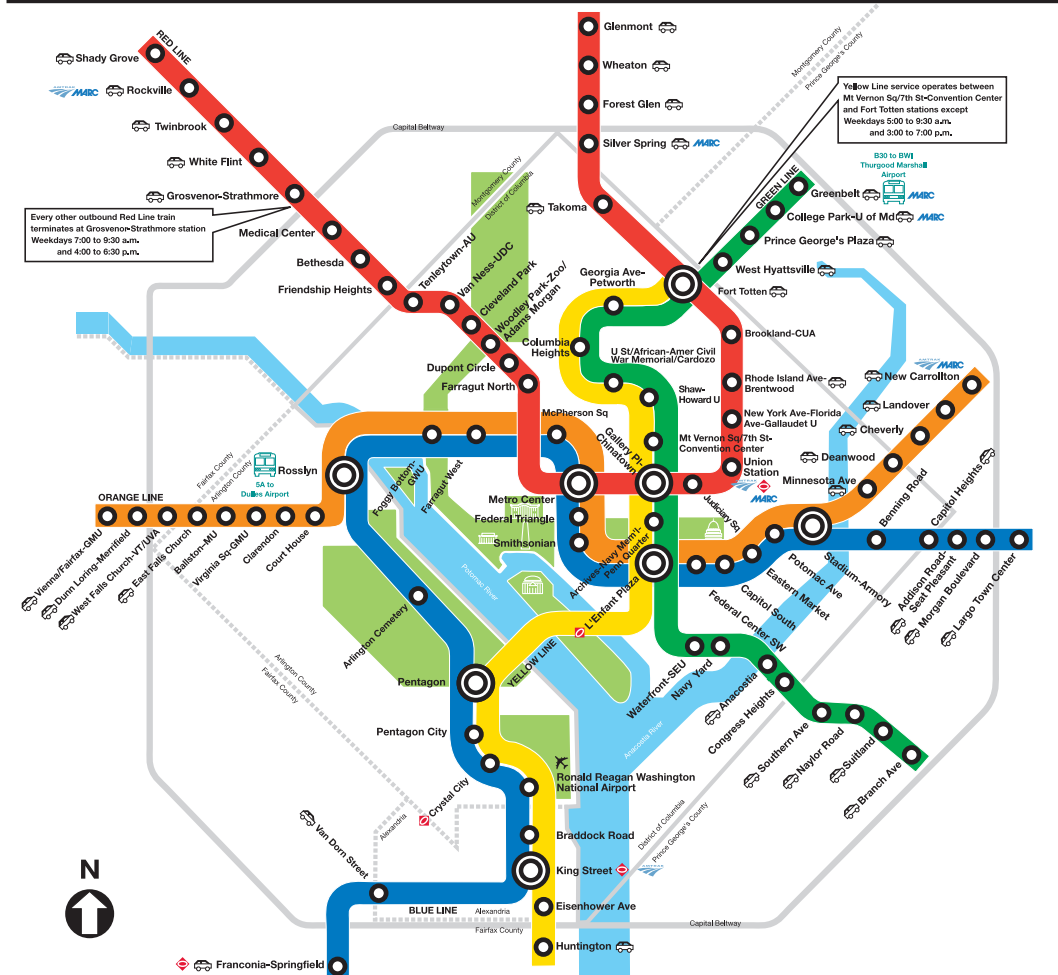 RED LINE
Shady Grove
AMTRAK MARC Rockville
Twinbrook
White Flint
Grosvenor-Strathmore
Every other outbound Red Line train
terminates at Grosvenor-Strathmore station
Weekdays 7:00 to 9:30 a.m.
and 4:00 to 6:30 p.m.
Medical Center
Bethesda
Friendship Heights
Tenleytown-AU
Van Ness-UDC
Cleveland Park
Woodley Park-Zoo/
Adams Morgan
Dupont Circle
Farragut North
Capital Beltway
Montgomery County
District of Columbia
Glenmont
Wheaton
Forest Glen
Silver Spring MARC
Takoma
Montgomery County
Prince George's County
Yellow Line service operates between
Mt Vernon Sq/7th St-Convention Center
and Fort Totten stations except
Weekdays 5:00 to 9:30 a.m.
and 3:00 to 7:00 p.m.
B30 to BWI
Thurgood Marshall
Airport
GREEN LINE
Greenbelt MARC
College Park-U of Md MARC
Prince George's Plaza
West Hyattsville
Fort Totten
Georgia Ave-
Petworth
Columbia
Heights
U St/African-Amer Civil
War Memorial/Cardozo
Shaw-
Howard U
Mt Vernon Sq/7th St-
Convention Center
Gallery Pl-
Chinatown
Brookland-CUA
Rhode Island Ave-
Brentwood
New York Ave-Florida
Ave-Gallaudet U
Union
Station
AMTRAK
MARC
Judiciary Sq
AMTRAK MARC
New Carrollton
Landover
Cheverly
Deanwood
Minnesota Ave
Benning Road
Capitol Heights
McPherson Sq
Metro Center
Federal Triangle
Smithsonian
Farragut West
Foggy Bottom-
GWU
Rosslyn
5A to
Dulles Airport
Fairfax County
Arlington County
ORANGE LINE
Vienna/Fairfax-GMU
Dunn Loring-Merrifield
West Falls Church-VT/UVA
East Falls Church
Ballston-MU
Virginia Sq-GMU
Clarendon
Court House
Archives-Navy Mem'l-
Penn Quarter
L'Enfant Plaza
Federal Center SW
Capitol South
Eastern Market
Potomac Ave
Stadium-Armory
Addison Road-
Seat Pleasant
Morgan Boulevard
Largo Town Center
Potomac River
Arlington Cemetery
Pentagon
YELLOW LINE
Waterfront-SEU
Navy Yard
Anacostia
Congress Heights
Southern Ave
Naylor Road
Suitland
Branch Ave
Anacostia River
Arlington County
Fairfax County
Pentagon City
Crystal City
Ronald Reagan Washington
National Airport
Alexandria
Van Dorn Street
Braddock Road
King Street AMTRAK
District of Columbia
Prince George's County
Eisenhower Ave
BLUE LINE
Alexandria
Fairfax County
Capital Beltway
Huntington
Franconia-Springfield
N